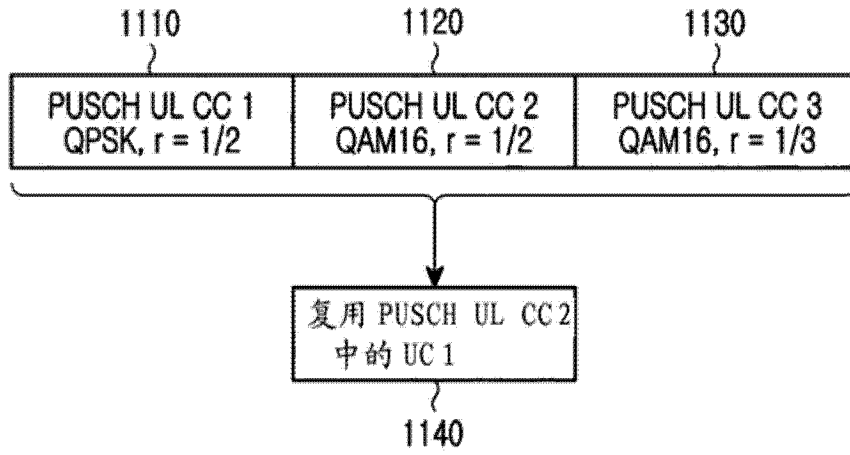 1110
1120
1130
PUSCH UL CC 1
QPSK, r = 1/2
PUSCH UL CC 2
QAM16, r = 1/2
PUSCH UL CC 3
QAM16, r = 1/3
复用 PUSCH UL CC 2
中的 UC 1
1140